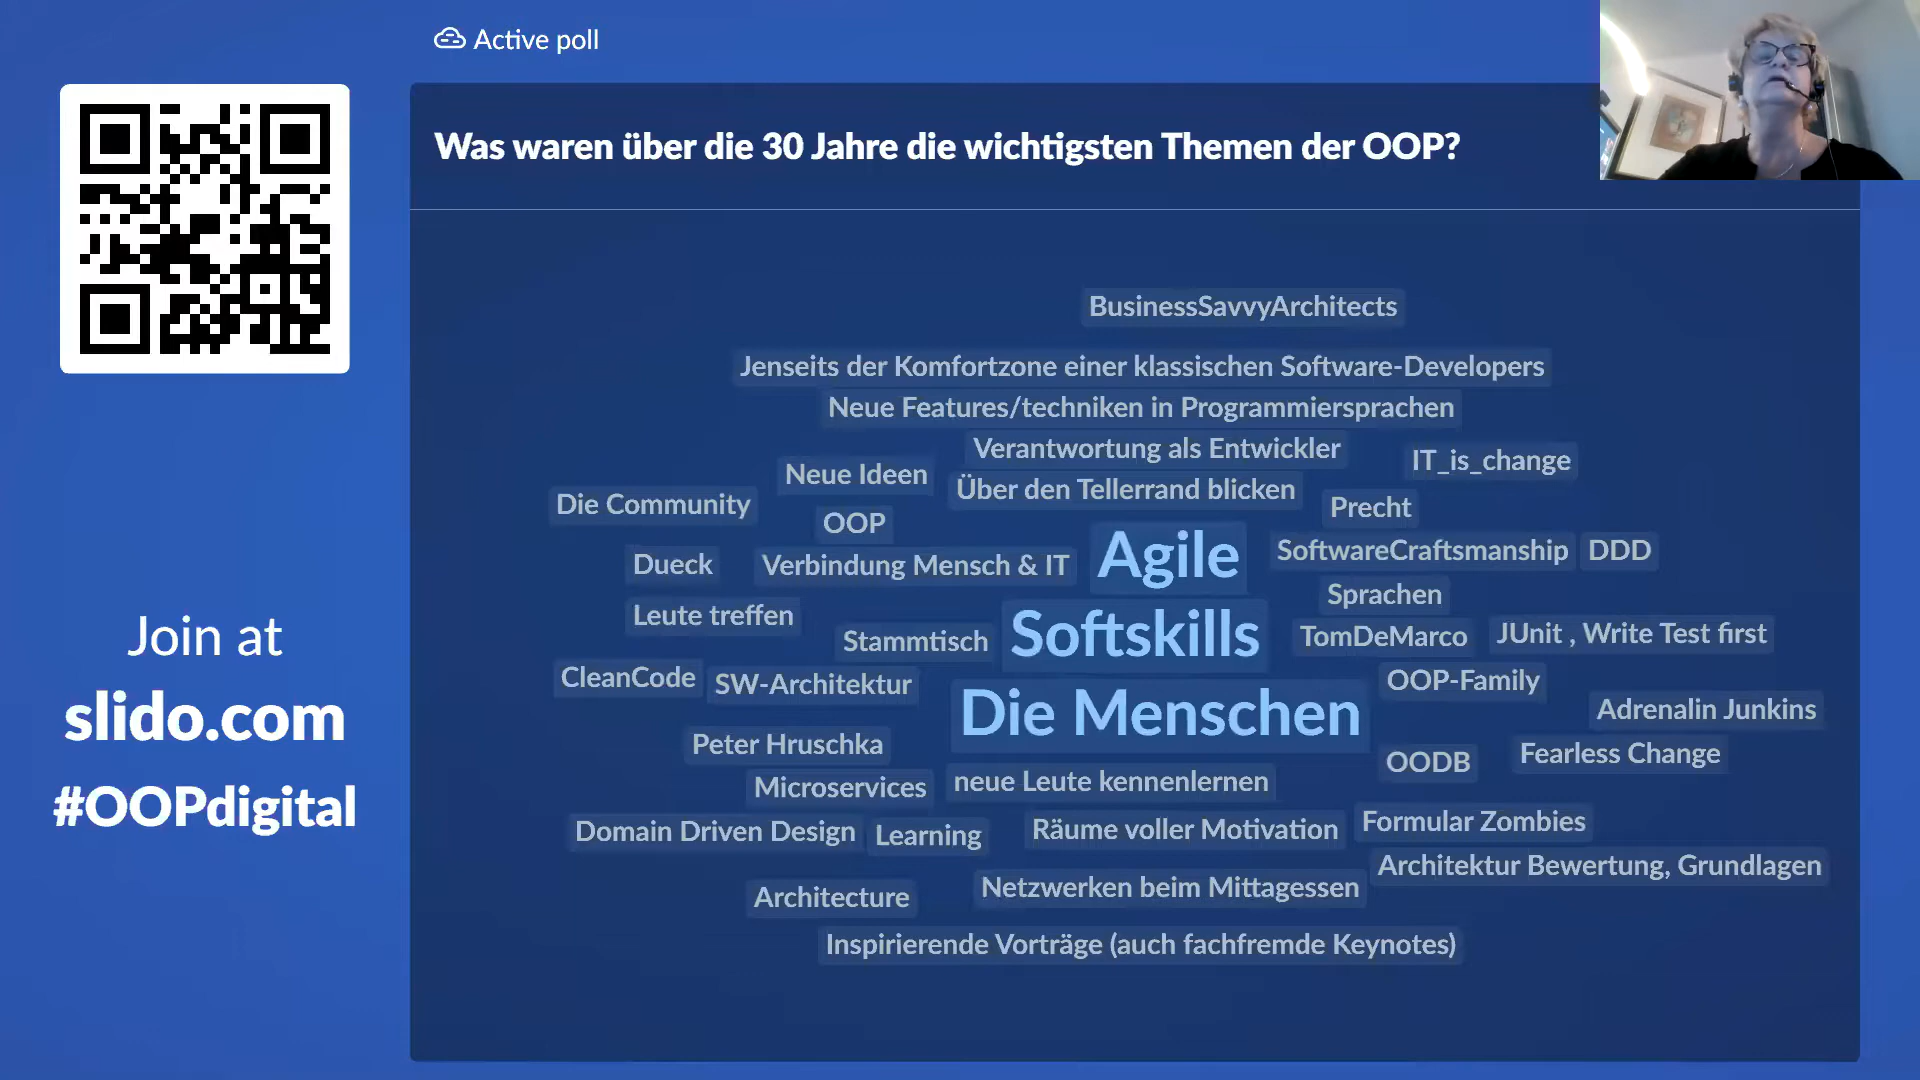 Active poll
Was waren über die 30 Jahre die wichtigsten Themen der OOP?
Join at
slido.com
#OOPdigital
BusinessSavvyArchitects
Jenseits der Komfortzone einer klassischen Software-Developers
Neue Features/techniken in Programmiersprachen
Verantwortung als Entwickler
IT_is_change
Neue Ideen
Über den Tellerrand blicken
Die Community
Precht
OOP
Agile
SoftwareCraftsmanship
DDD
Dueck
Verbindung Mensch & IT
Sprachen
Leute treffen
Stammtisch
Softskills
TomDeMarco
JUnit , Write Test first
CleanCode
SW-Architektur
OOP-Family
Die Menschen
Adrenalin Junkins
Peter Hruschka
OODB
Fearless Change
Microservices
neue Leute kennenlernen
Domain Driven Design
Learning
Räume voller Motivation
Formular Zombies
Architektur Bewertung, Grundlagen
Architecture
Netzwerken beim Mittagessen
Inspirierende Vorträge (auch fachfremde Keynotes)